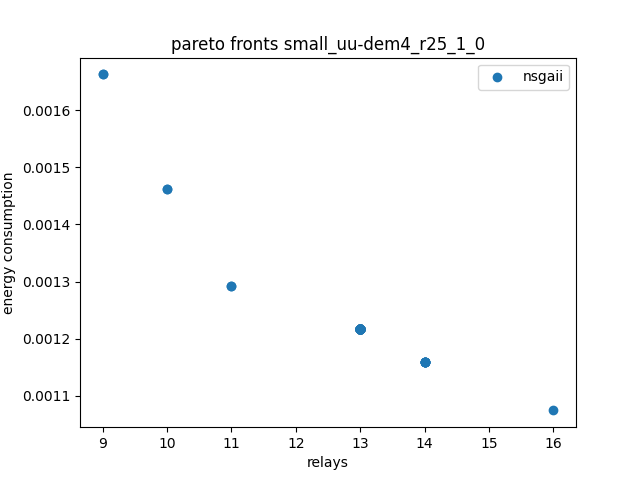 pareto fronts small_uu-dem4_r25_1_0
nsgaii
0.0016
0.0015
0.0014
0.0013
0.0012
0.0011
energy consumption
9 10 11 12 13 14 15 16
relays